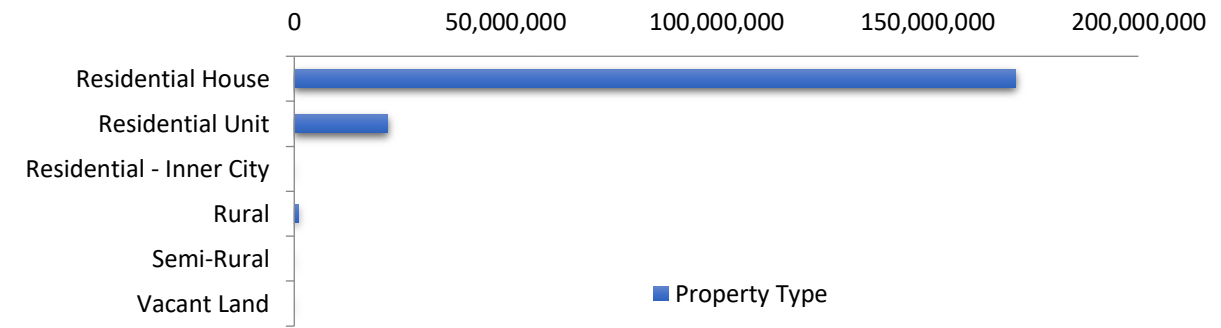 0 50,000,000 100,000,000 150,000,000 200,000,000
Residential House
Residential Unit
Residential - Inner City
Rural
Semi-Rural
Vacant Land
Property Type